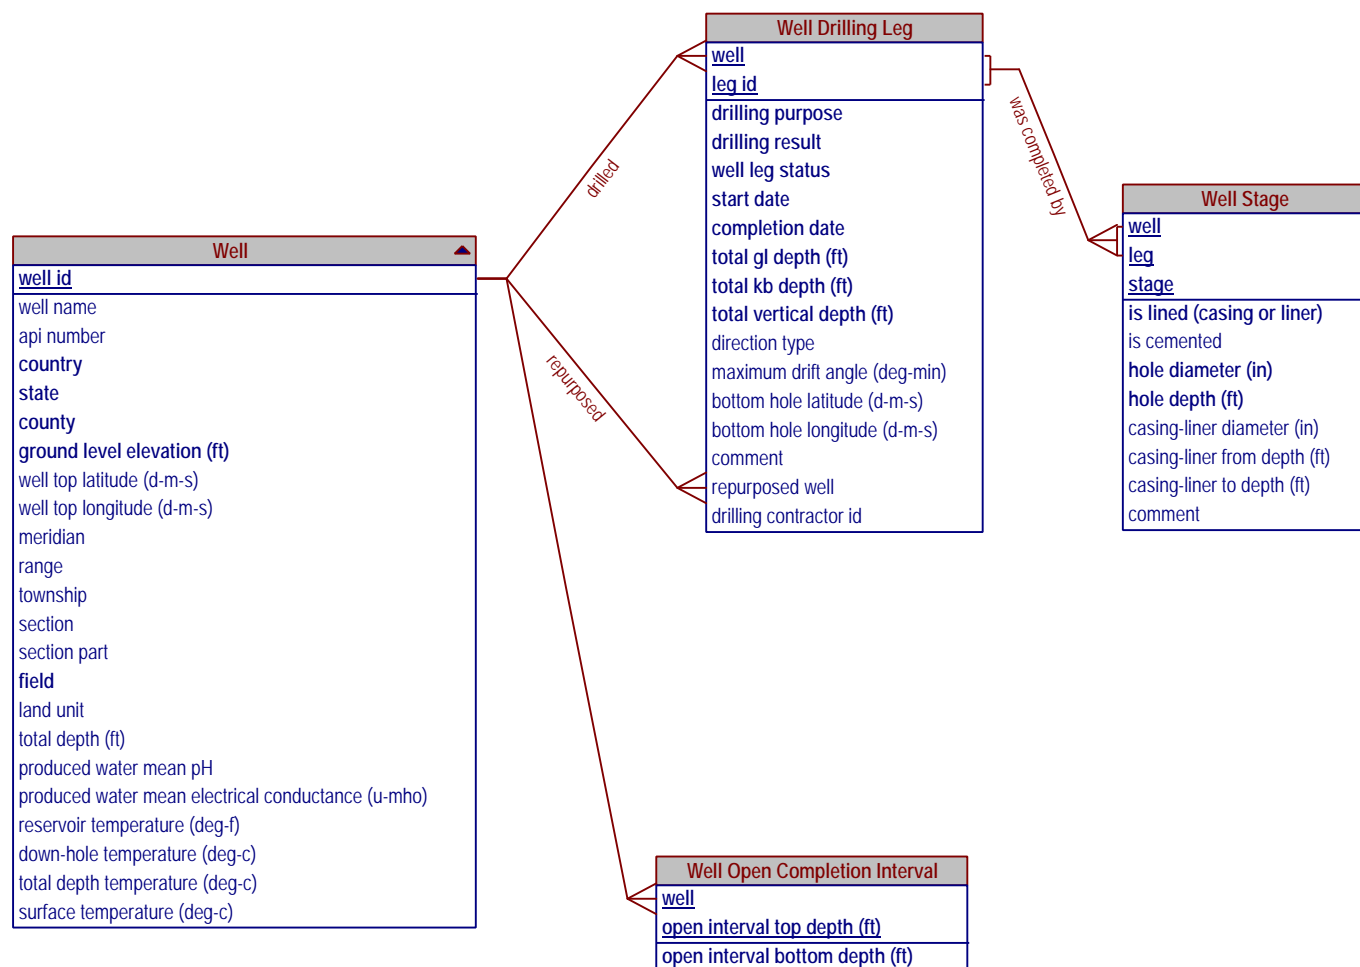 Well
well id
well name
api number
country
state
county
ground level elevation (ft)
well top latitude (d-m-s)
well top longitude (d-m-s)
meridian
range
township
section
section part
field
land unit
total depth (ft)
produced water mean pH
produced water mean electrical conductance (u-mho)
reservoir temperature (deg-f)
down-hole temperature (deg-c)
total depth temperature (deg-c)
surface temperature (deg-c)
drilled
repurposed
Well Drilling Leg
well
leg id
drilling purpose
drilling result
well leg status
start date
completion date
total gl depth (ft)
total kb depth (ft)
total vertical depth (ft)
direction type
maximum drift angle (deg-min)
bottom hole latitude (d-m-s)
bottom hole longitude (d-m-s)
comment
repurposed well
drilling contractor id
was completed by
Well Stage
well
leg
stage
is lined (casing or liner)
is cemented
hole diameter (in)
hole depth (ft)
casing-liner diameter (in)
casing-liner from depth (ft)
casing-liner to depth (ft)
comment
Well Open Completion Interval
well
open interval top depth (ft)
open interval bottom depth (ft)